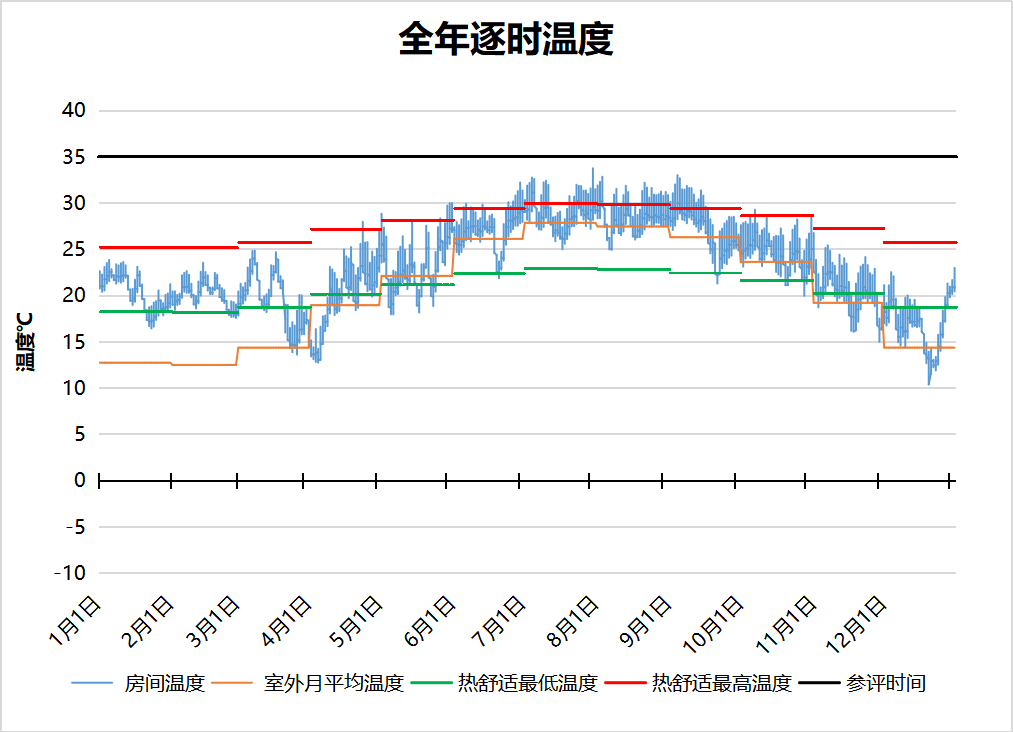 全年逐时温度
40
35
30
25
20
15
10
5
0
-5
-10
温度℃
1月1日
2月1日
3月1日
4月1日
5月1日
6月1日
7月1日
8月1日
9月1日
10月1日
11月1日
12月1日
房间温度 室外月平均温度 热舒适最低温度 热舒适最高温度 参评时间